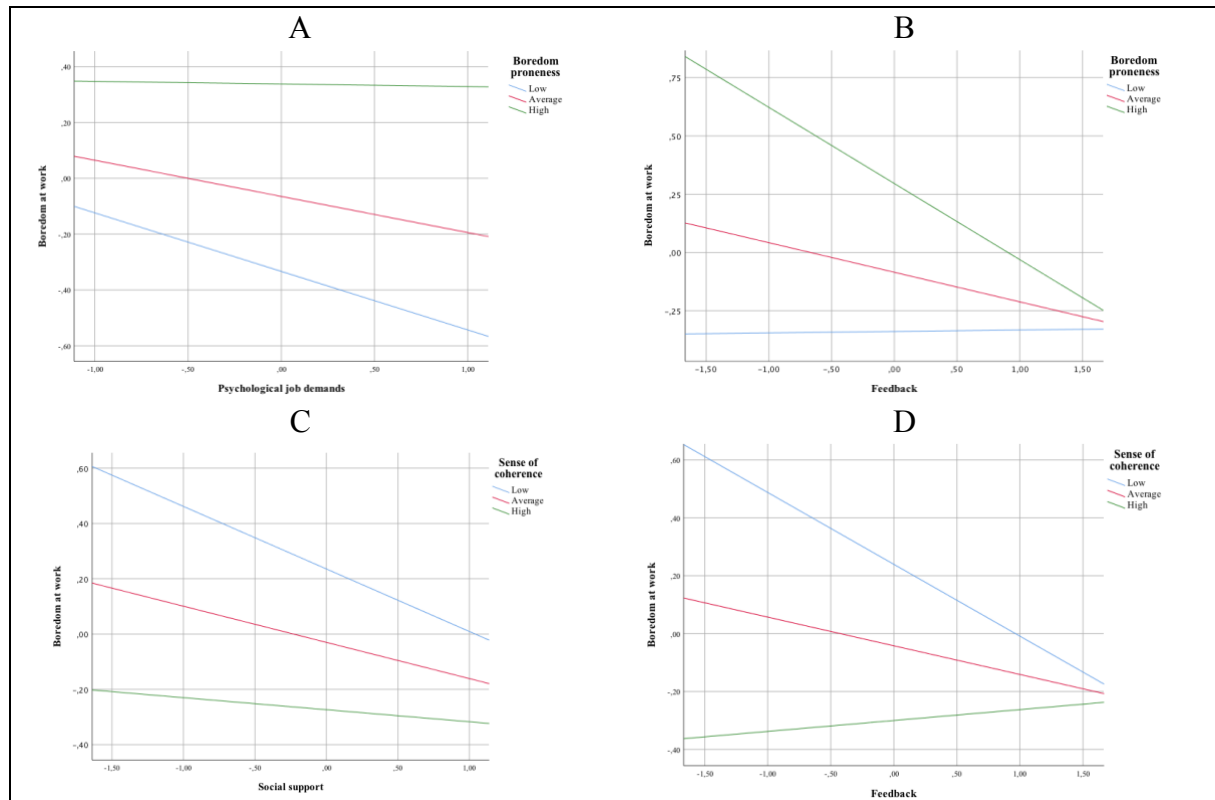 A
Boredom
proneness
Low
Average
High
,40
,20
,00
-,20
-,40
-,60
Boredom at work
-1,00
-,50
,00
,50
1,00
Psychological job demands
B
Boredom
proneness
Low
Average
High
,75
,50
,25
,00
-,25
Boredom at work
-1,50
-1,00
-,50
,00
,50
1,00
1,50
Feedback
C
Sense of
coherence
Low
Average
High
,60
,40
,20
,00
-,20
-,40
Boredom at work
-1,50
-1,00
-,50
,00
,50
1,00
Social support
D
Sense of
coherence
Low
Average
High
,60
,40
,20
,00
-,20
-,40
Boredom at work
-1,50
-1,00
-,50
,00
,50
1,00
1,50
Feedback